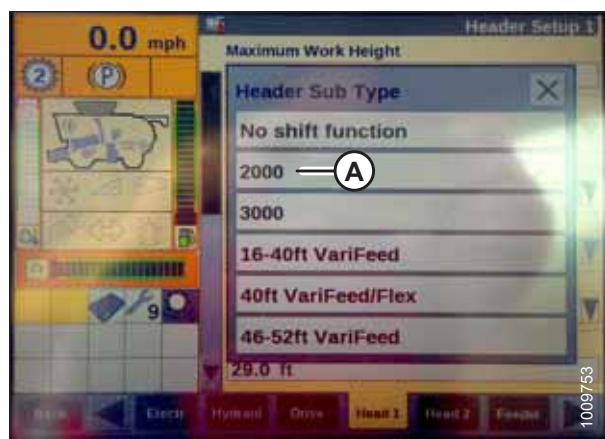 0.0 mph
Header Setup 1
Maximum Work Height
2
P
Header Sub Type
No shift function
2000
A
3000
16-40ft VariFeed
40ft VariFeed/Flex
46-52ft VariFeed
9
29.0 ft
Back
Electr
Hydraul
Drive
Head 1
Head 2
Feeder
1009753